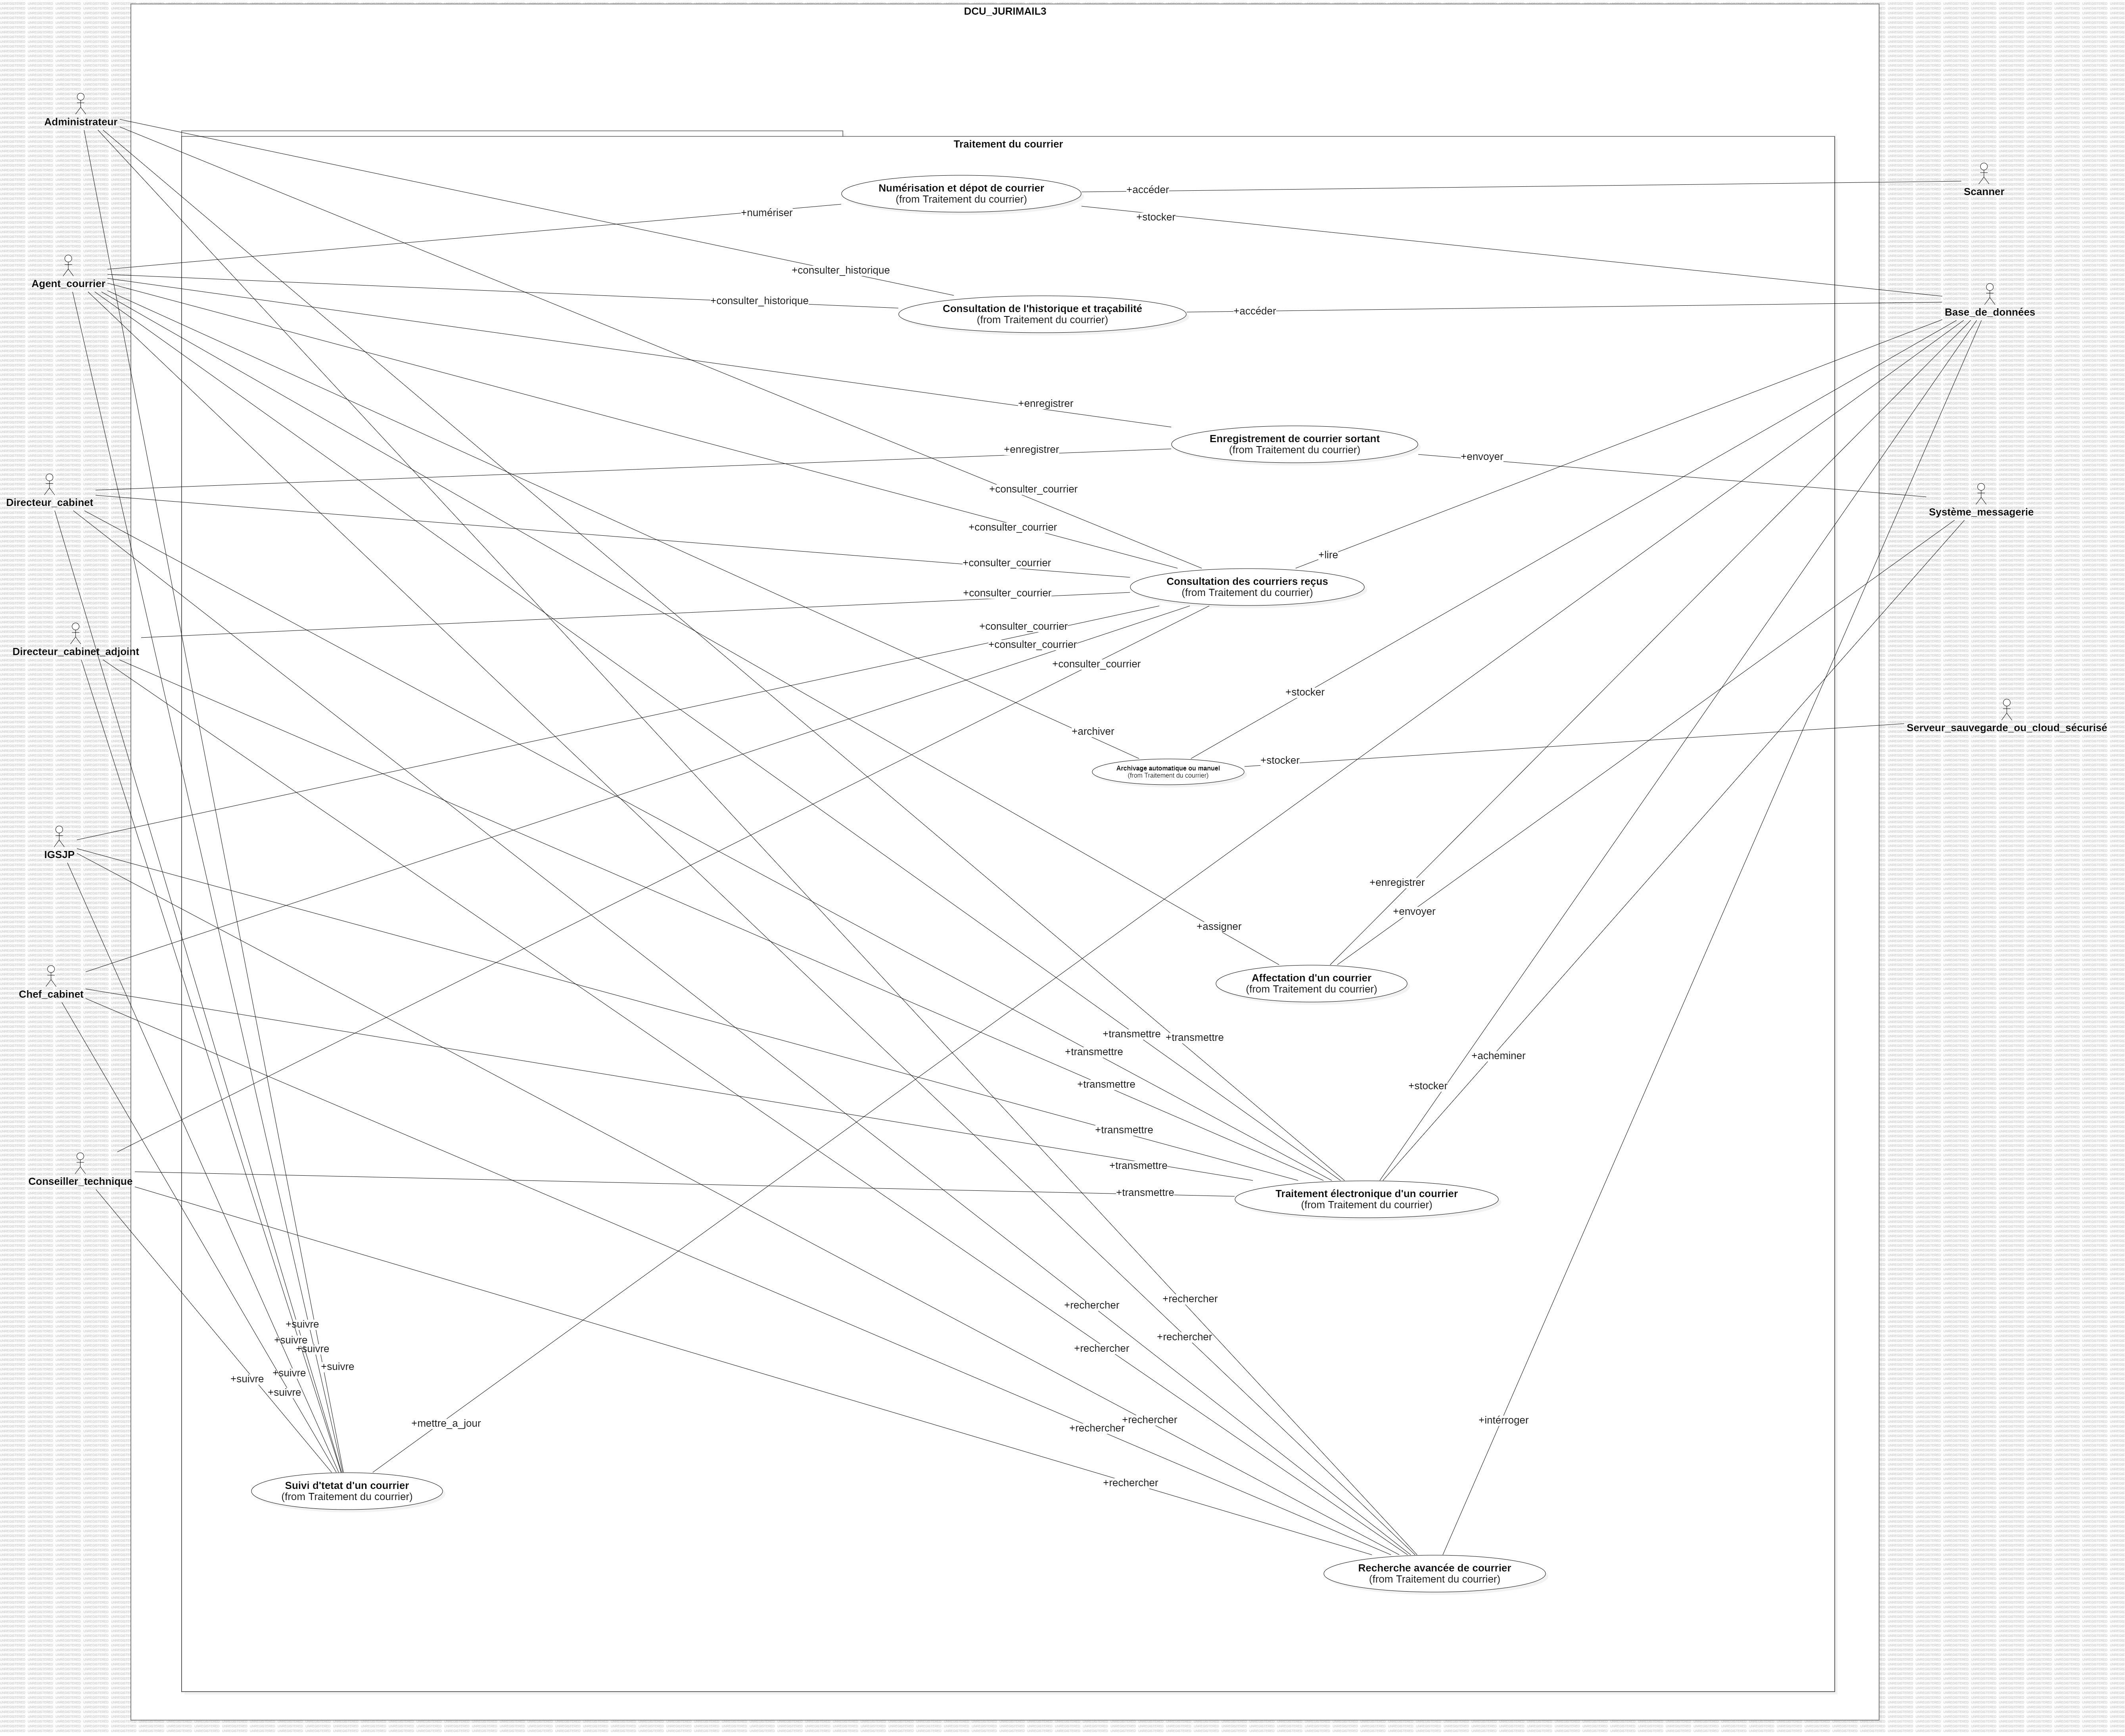 DCU_JURIMAIL3
Administrateur
Traitement du courrier
Numérisation et dépot de courrier
(from Traitement du courrier)
+accéder
Scanner
+numériser
+stocker
+consulter_historique
Agent_courrier
+consulter_historique
Consultation de l'historique et traçabilité
(from Traitement du courrier)
+accéder
Base_de_données
+enregistrer
Enregistrement de courrier sortant
(from Traitement du courrier)
+enregistrer
+envoyer
+consulter_courrier
Directeur_cabinet
Système_messagerie
+consulter_courrier
+lire
+consulter_courrier
Consultation des courriers reçus
(from Traitement du courrier)
+consulter_courrier
+consulter_courrier
+consulter_courrier
Directeur_cabinet_adjoint
+consulter_courrier
+stocker
Serveur_sauvegarde_ou_cloud_sécurisé
+archiver
+stocker
Archivage automatique ou manuel
(from Traitement du courrier)
IGSJP
+enregistrer
+envoyer
+assigner
Affectation d'un courrier
(from Traitement du courrier)
Chef_cabinet
+transmettre
+transmettre
+transmettre
+acheminer
+transmettre
+stocker
+transmettre
+transmettre
Conseiller_technique
+transmettre
Traitement électronique d'un courrier
(from Traitement du courrier)
+rechercher
+rechercher
+suivre
+suivre
+rechercher
+suivre
+rechercher
+suivre
+suivre
+suivre
+suivre
+rechercher
+interroger
+mettre_a_jour
+rechercher
+rechercher
Suivi d'tetat d'un courrier
(from Traitement du courrier)
Recherche avancée de courrier
(from Traitement du courrier)